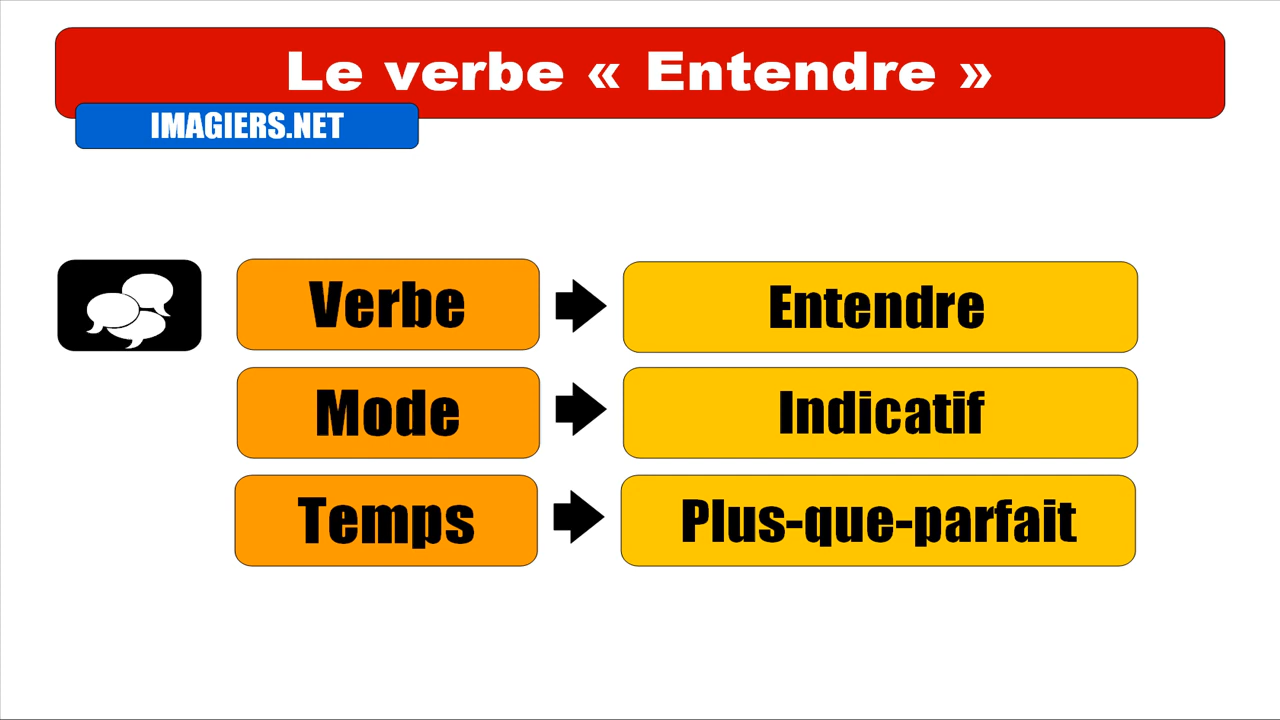 Le verbe « Entendre »
IMAGIERS.NET
Verbe Entendre
Mode Indicatif
Temps Plus-que-parfait